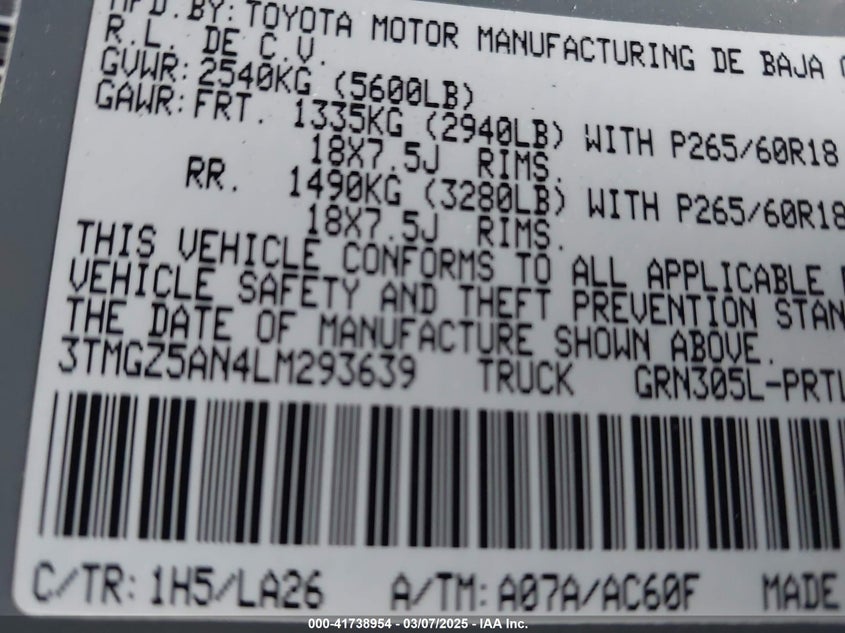 MFD.BY: TOYOTA MOTOR MANUFACTURING DE BAJA
R.L. DE C.V.
GVWR: 2540KG (5600LB)
GAWR: FRT. 1335KG (2940LB) WITH P265/60R18
18X7.5J RIMS.
RR. 1490KG (3280LB) WITH P265/60R18
18X7.5J RIMS.
THIS VEHICLE CONFORMS TO ALL APPLICABLE
VEHICLE SAFETY AND THEFT PREVENTION STAN
THE DATE OF MANUFACTURE SHOWN ABOVE.
3TMGZ5AN4LM293639 TRUCK GRN305L-PRTL
C/TR: 1H5/LA26 A/TM: A07A/AC60F MADE
000-41738954 - 03/07/2025 - IAA Inc.